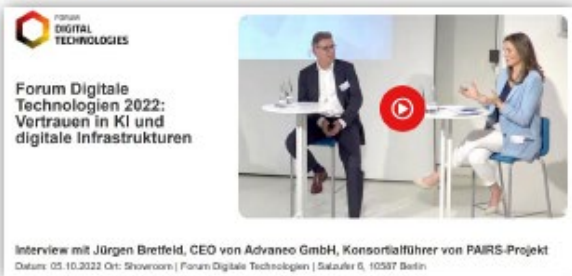 FORUM
DIGITAL
TECHNOLOGIES
Forum Digitale
Technologien 2022:
Vertrauen in KI und
digitale Infrastrukturen
Interview mit Jürgen Bretfeld, CEO von Advaneo GmbH, Konsortialführer von PAIRS-Projekt
Datum: 05.10.2022 Ort: Showroom | Forum Digitale Technologien | Salzufer 6, 10587 Berlin